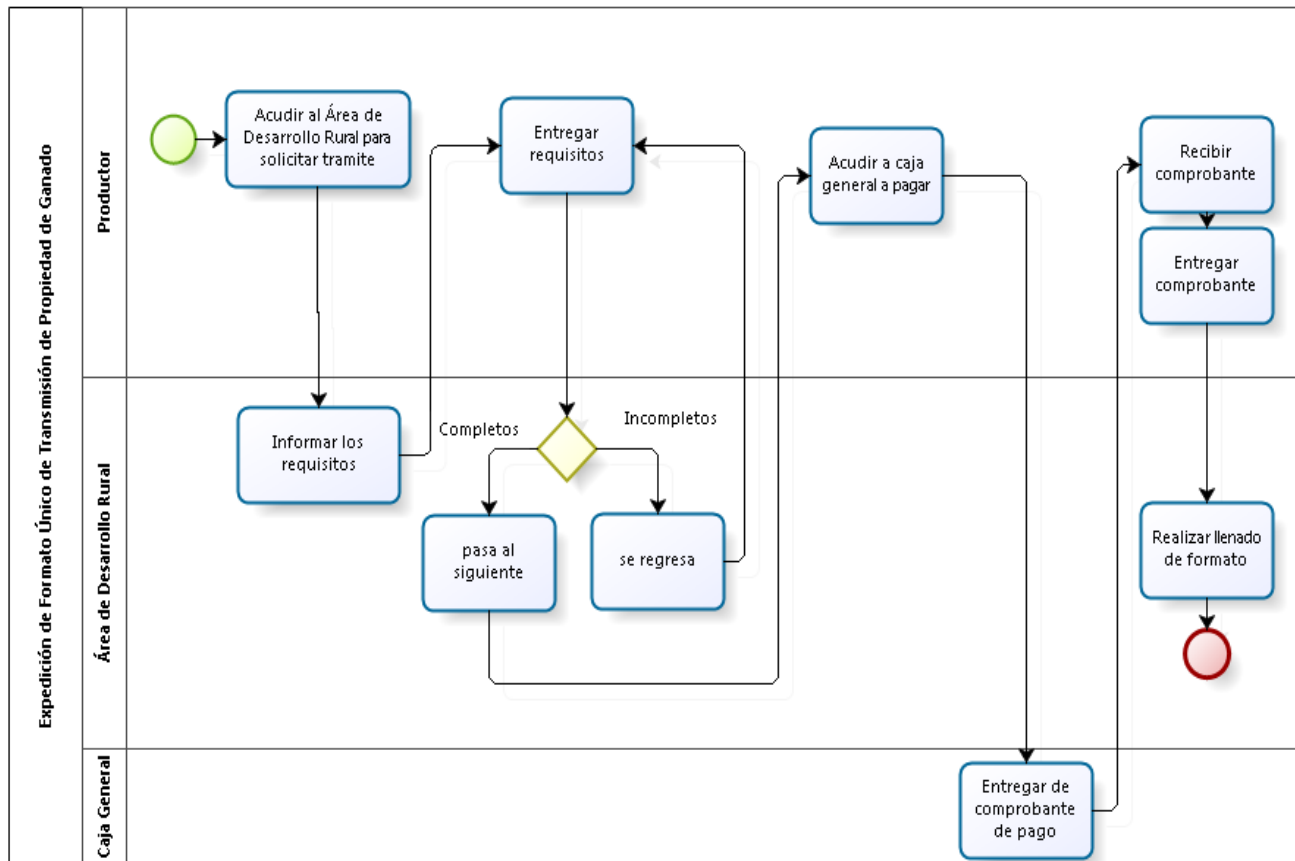 Expedición de Formato Único de Transmisión de Propiedad de Ganado
Productor
Acudir al Área de
Desarrollo Rural para
solicitar tramite
Entregar
requisitos
Acudir a caja
general a pagar
Recibir
comprobante
Entregar
comprobante
Área de Desarrollo Rural
Informar los
requisitos
Completos
Incompletos
pasa al
siguiente
se regresa
Realizar llenado
de formato
Caja General
Entregar de
comprobante
de pago